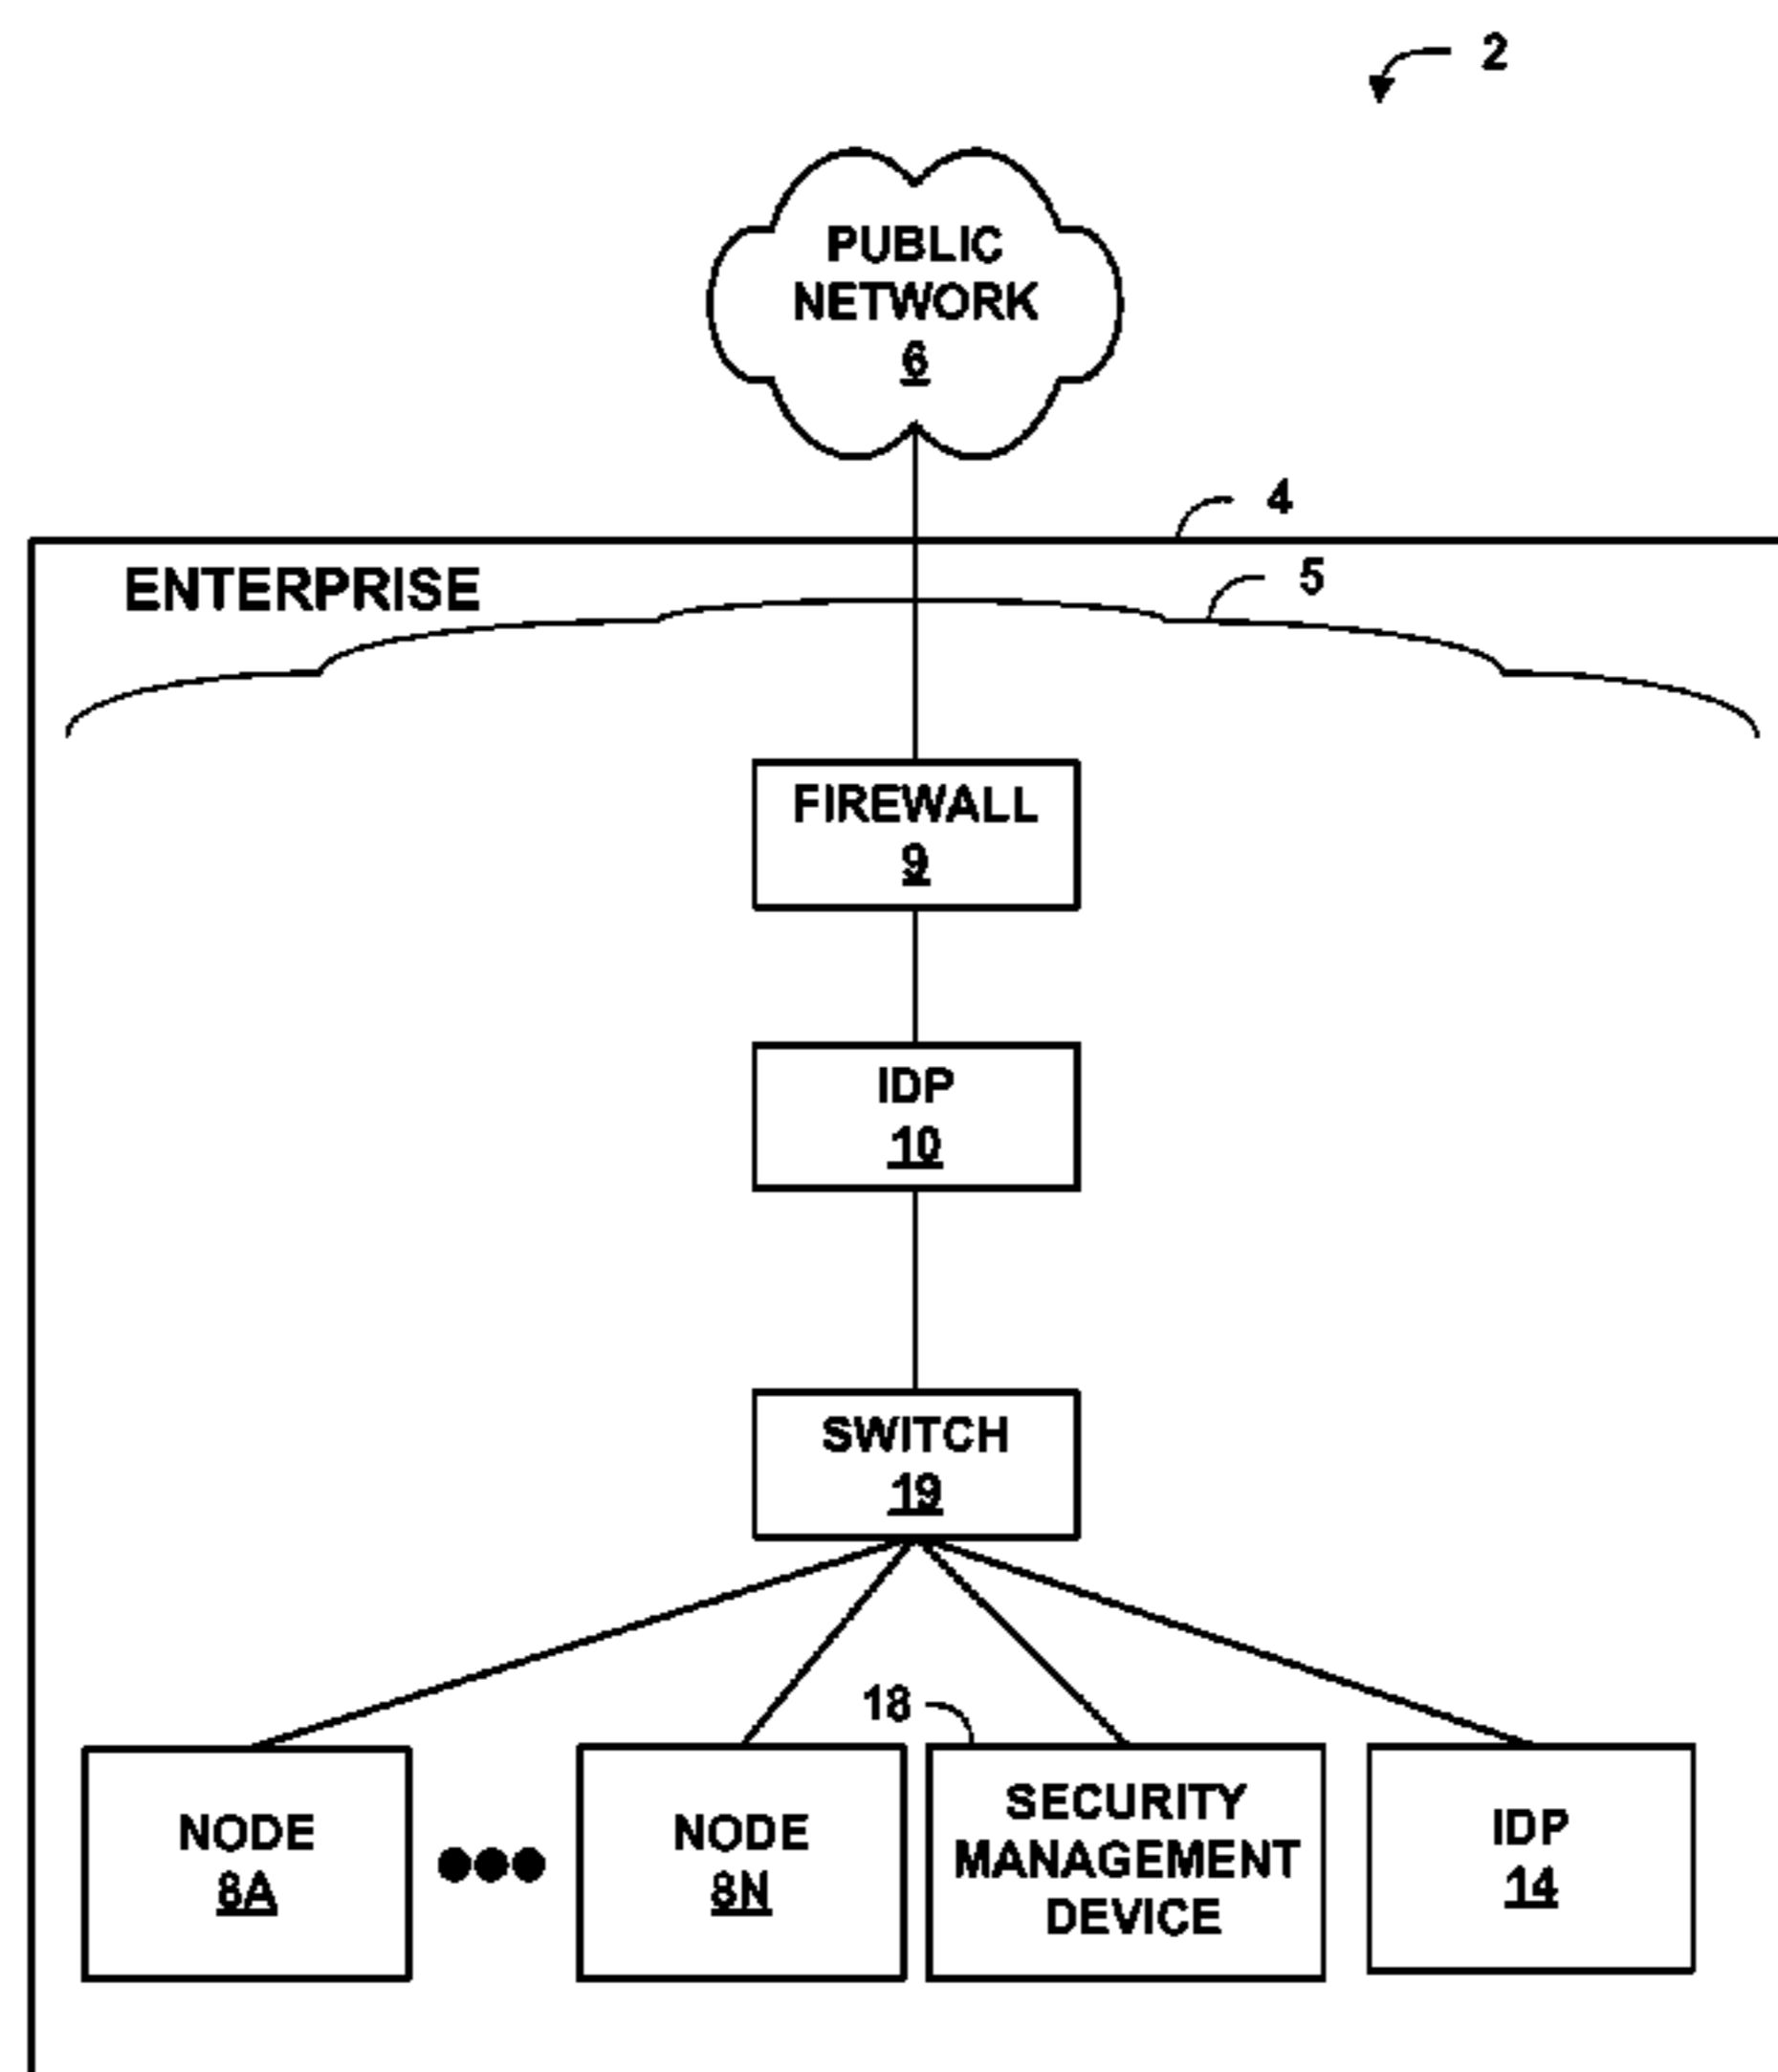 2
PUBLIC
NETWORK
6
4
ENTERPRISE
5
FIREWALL
9
IDP
10
SWITCH
19
18
NODE
8A
NODE
8N
SECURITY
MANAGEMENT
DEVICE
IDP
14